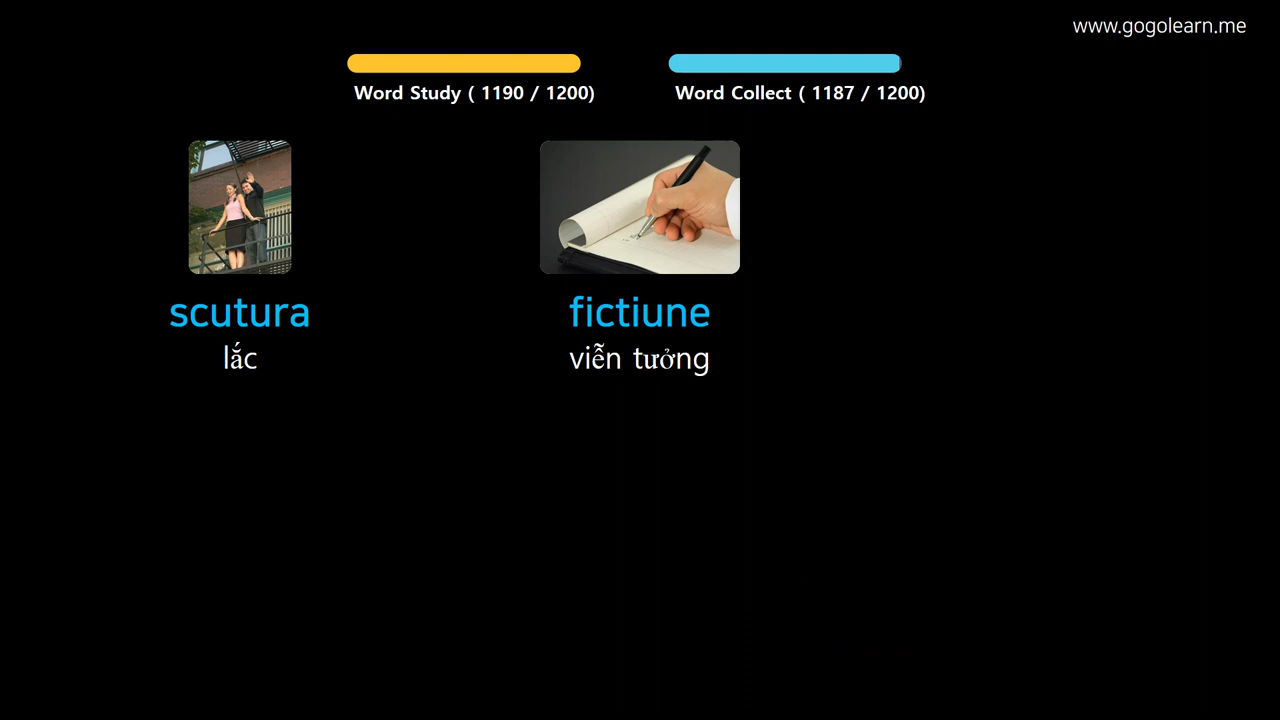 www.gogolearn.me
Word Study ( 1190 / 1200)
Word Collect ( 1187 / 1200)
scutura
lắc
fictiune
viễn tưởng